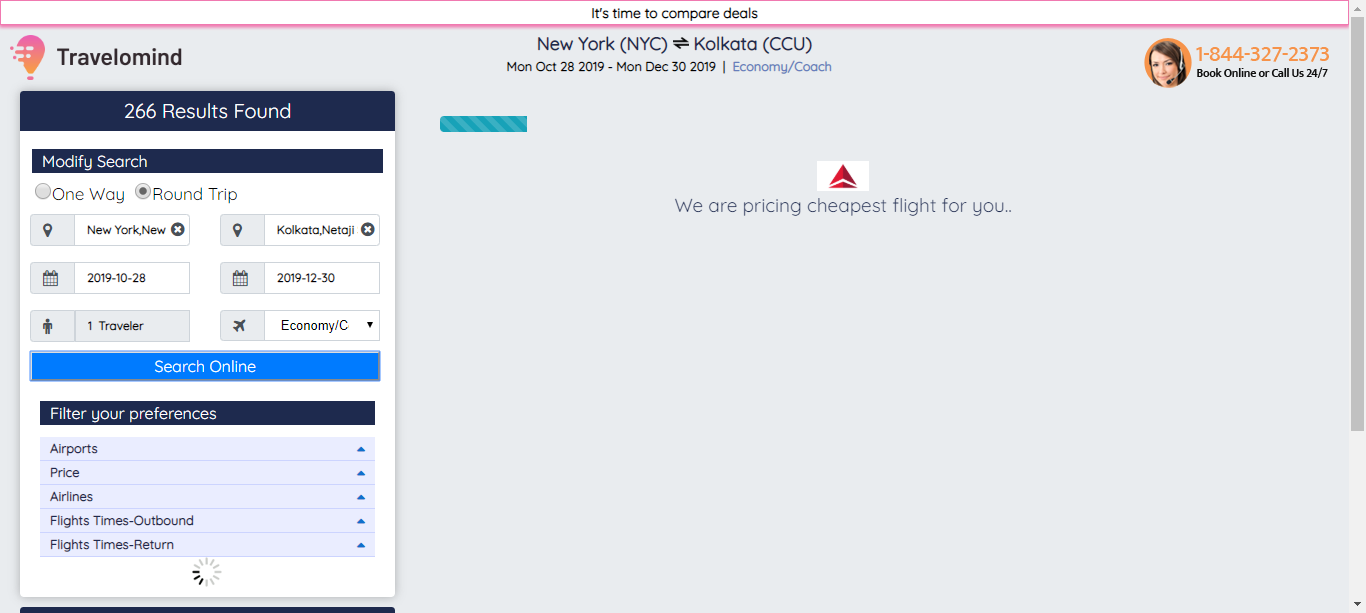 It's time to compare deals
Travelomind
New York (NYC) ⇌ Kolkata (CCU)
Mon Oct 28 2019 - Mon Dec 30 2019 | Economy/Coach
1-844-327-2373
Book Online or Call Us 24/7
266 Results Found
Modify Search
One Way Round Trip
New York,New Kolkata,Netaji
2019-10-28 2019-12-30
1 Traveler Economy/C
Search Online
Filter your preferences
Airports
Price
Airlines
Flights Times-Outbound
Flights Times-Return
We are pricing cheapest flight for you..